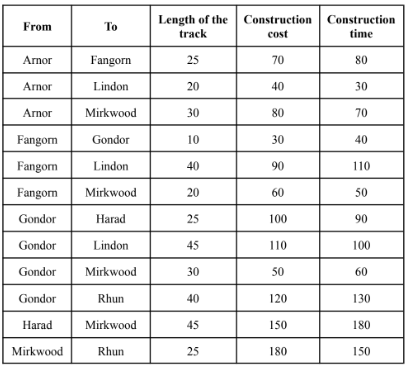 From To Length of the track Construction cost Construction time
Arnor Fangorn 25 70 80
Arnor Lindon 20 40 30
Arnor Mirkwood 30 80 70
Fangorn Gondor 10 30 40
Fangorn Lindon 40 90 110
Fangorn Mirkwood 20 60 50
Gondor Harad 25 100 90
Gondor Lindon 45 110 100
Gondor Mirkwood 30 50 60
Gondor Rhun 40 120 130
Harad Mirkwood 45 150 180
Mirkwood Rhun 25 180 150